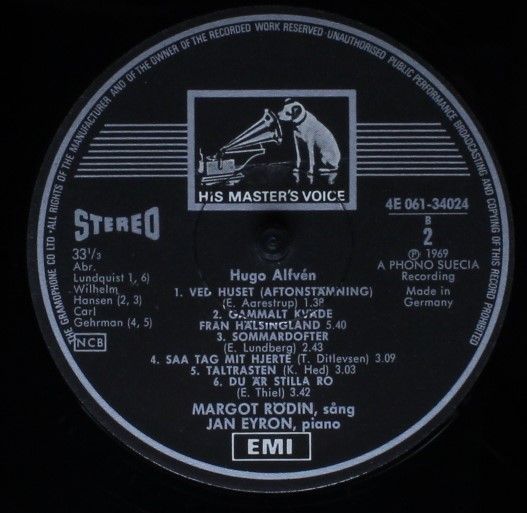 THE GRAMOPHONE CO LTD · ALL RIGHTS OF THE MANUFACTURER AND OF THE OWNER OF THE RECORDED WORK RESERVED · UNAUTHORISED PUBLIC PERFORMANCE BROADCASTING AND COPYING OF THIS RECORD PROHIBITED
HIS MASTER'S VOICE
STEREO
33 1/3
Abr.
Lundquist 1, 6)
Wilhelm
Hansen (2, 3)
Carl
Gehrman (4, 5)
NCB
4E 061-34024
B
2
Ⓟ 1969
A PHONO SUECIA
Recording
Made in
Germany
Hugo Alfvén
1. VED HUSET (AFTONSTÄMNING)
(E. Aarestrup) 1.38
2. GAMMALT KVÄDE
FRÅN HÄLSINGLAND 5.40
3. SOMMARDOFTER
(E. Lundberg) 2.43
4. SAA TAG MIT HJERTE (T. Ditlevsen) 3.09
5. TALTRASTEN (K. Hed) 3.03
6. DU ÄR STILLA RO
(E. Thiel) 3.42
MARGOT RÖDIN, sång
JAN EYRON, piano
EMI